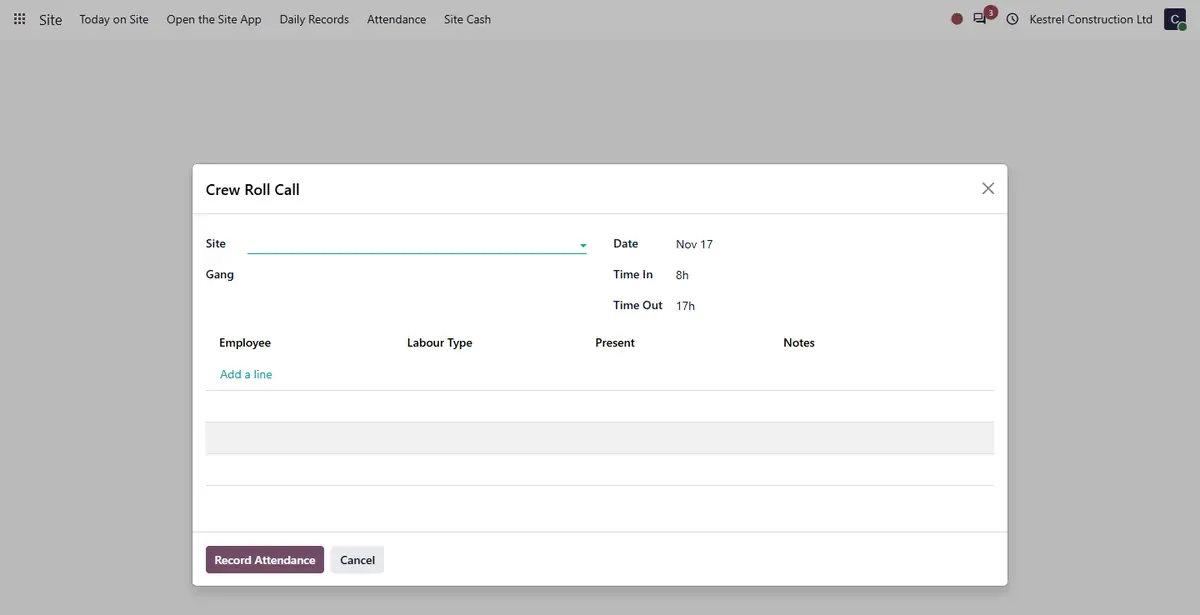 Site Today on Site Open the Site App Daily Records Attendance Site Cash 3 Kestrel Construction Ltd C
Crew Roll Call
Site Date Nov 17
Gang Time In 8h
Time Out 17h
Employee Labour Type Present Notes
Add a line
Record Attendance Cancel